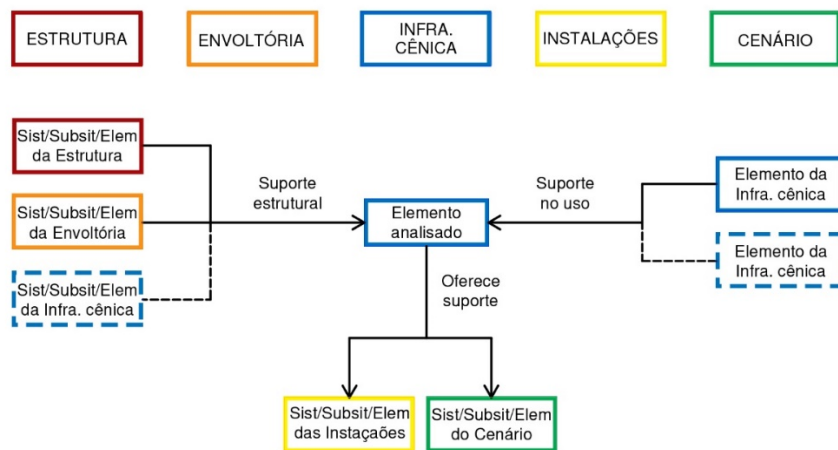 ESTRUTURA
ENVOLTÓRIA
INFRA.
CÊNICA
INSTALAÇÕES
CENÁRIO
Sist/Subsit/Elem
da Estrutura
Sist/Subsit/Elem
da Envoltória
Sist/Subsit/Elem
da Infra. cênica
Suporte
estrutural
Elemento
analisado
Suporte
no uso
Elemento da
Infra. cênica
Elemento da
Infra. cênica
Oferece
suporte
Sist/Subsit/Elem
das Instaçaões
Sist/Subsit/Elem
do Cenário